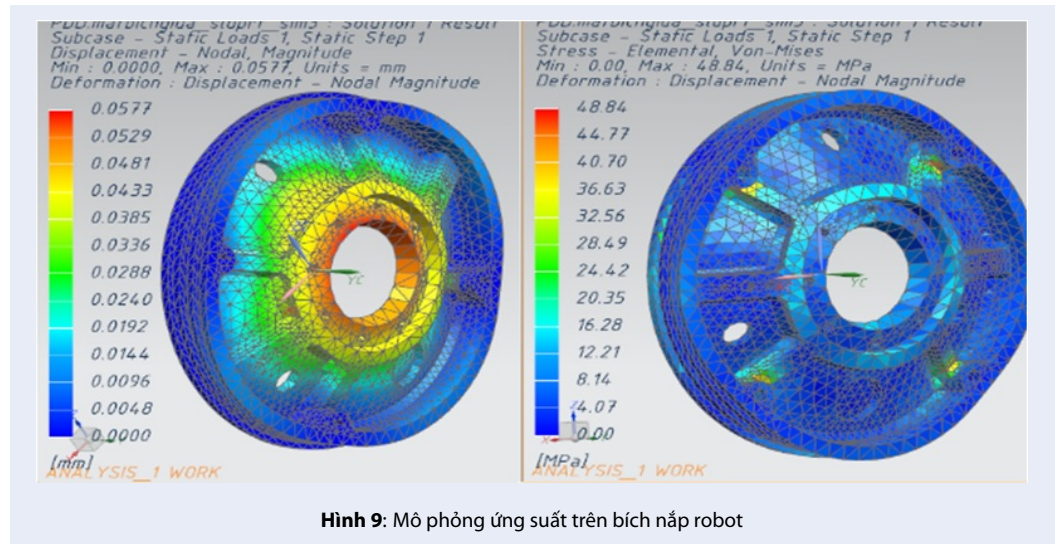 Subcase - Static Loads 1, Static Step 1
Displacement - Nodal, Magnitude
Min : 0.0000, Max : 0.0577, Units = mm
Deformation : Displacement - Nodal Magnitude
0.0577
0.0529
0.0481
0.0433
0.0385
0.0336
0.0288
0.0240
0.0192
0.0144
0.0096
0.0048
0.0000
[mm]
YC
ANALYSIS_1 WORK
Subcase - Static Loads 1, Static Step 1
Stress - Elemental, Von-Mises
Min : 0.00, Max : 48.84, Units = MPa
Deformation : Displacement - Nodal Magnitude
48.84
44.77
40.70
36.63
32.56
28.49
24.42
20.35
16.28
12.21
8.14
4.07
0.00
[MPa]
YC
ANALYSIS_1 WORK
Hình 9: Mô phỏng ứng suất trên bích nắp robot